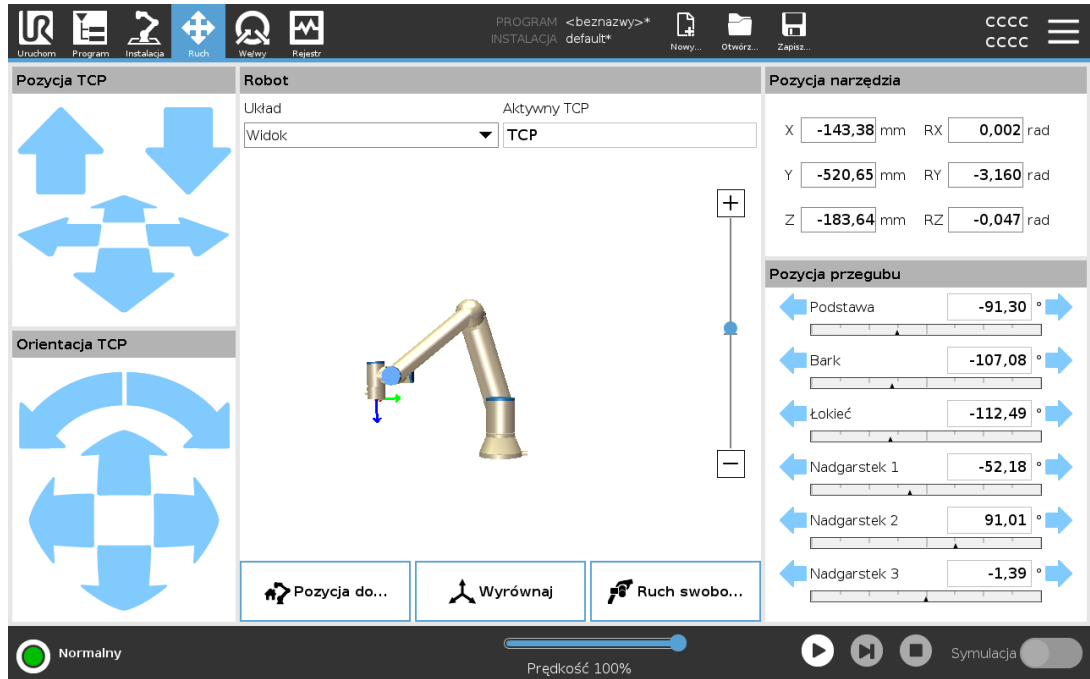 UR
Uruchom Program Instalacja Ruch We/wy Rejestr
PROGRAM <beznazwy>*
INSTALACJA default*
Nowy... Otwórz... Zapisz...
CCCC
CCCC
Pozycja TCP
Orientacja TCP
Robot
Układ Aktywny TCP
Widok TCP
+
−
Pozycja do... Wyrównaj Ruch swobo...
Pozycja narzędzia
X -143,38 mm RX 0,002 rad
Y -520,65 mm RY -3,160 rad
Z -183,64 mm RZ -0,047 rad
Pozycja przegubu
Podstawa -91,30 °
Bark -107,08 °
Łokieć -112,49 °
Nadgarstek 1 -52,18 °
Nadgarstek 2 91,01 °
Nadgarstek 3 -1,39 °
Normalny
Prędkość 100%
Symulacja